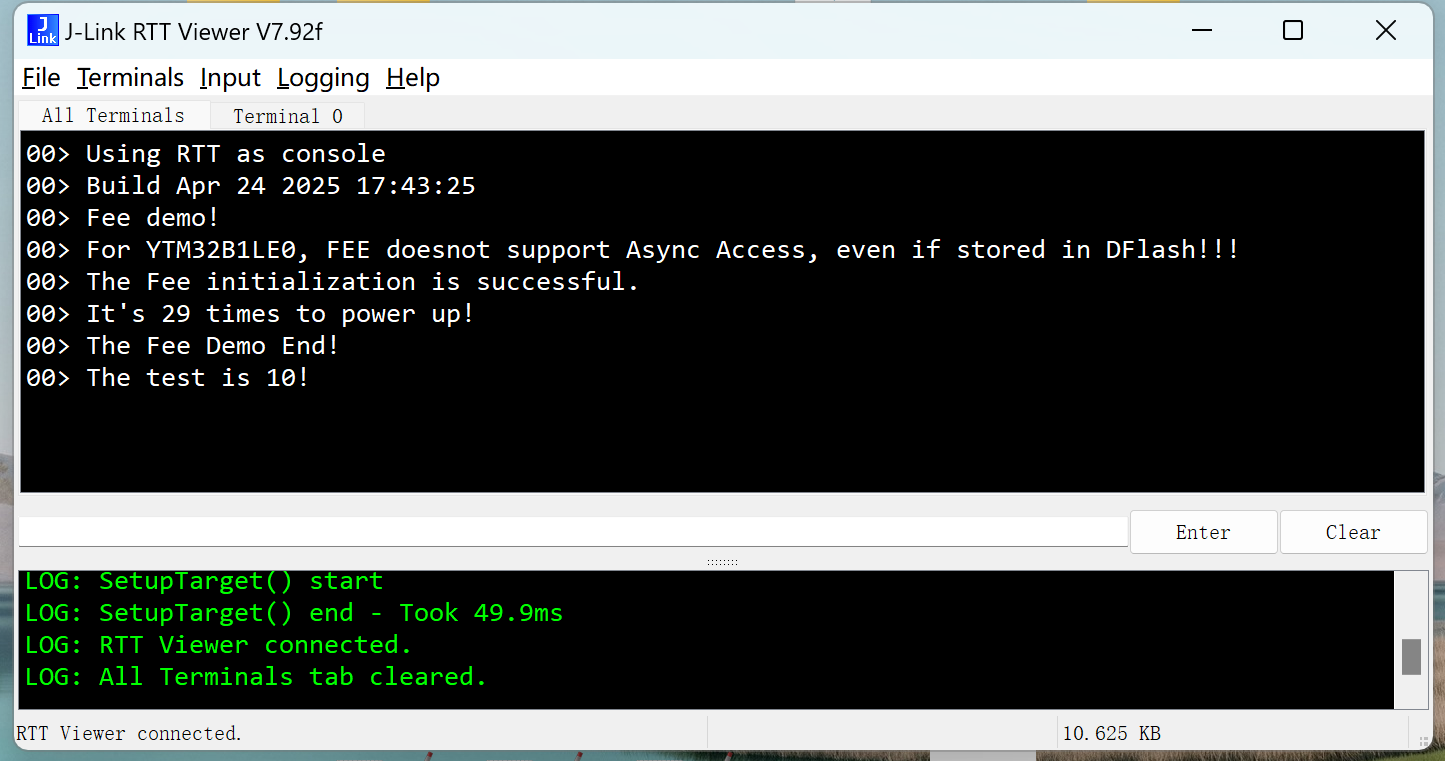 J Link J-Link RTT Viewer V7.92f
File Terminals Input Logging Help
All Terminals Terminal 0
00> Using RTT as console
00> Build Apr 24 2025 17:43:25
00> Fee demo!
00> For YTM32B1LE0, FEE doesnot support Async Access, even if stored in DFlash!!!
00> The Fee initialization is successful.
00> It's 29 times to power up!
00> The Fee Demo End!
00> The test is 10!
Enter Clear
LOG: SetupTarget() start
LOG: SetupTarget() end - Took 49.9ms
LOG: RTT Viewer connected.
LOG: All Terminals tab cleared.
RTT Viewer connected. 10.625 KB